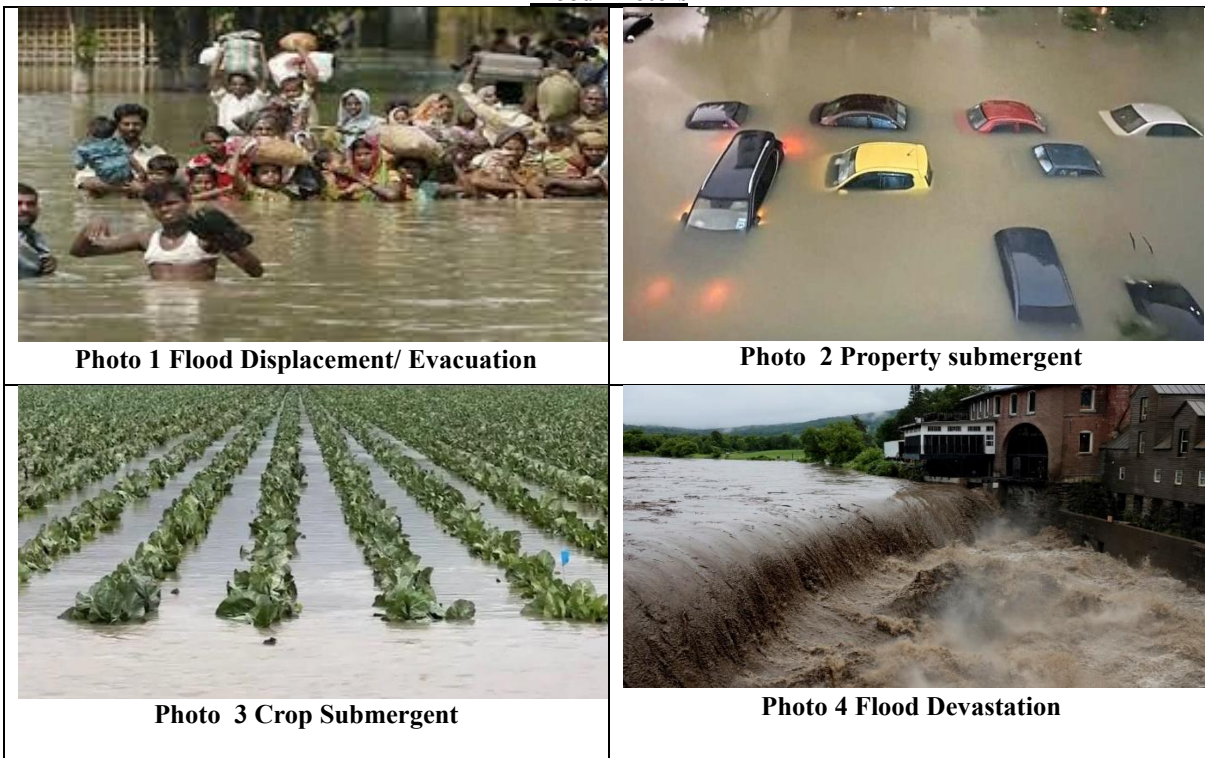 Photo 1 Flood Displacement/ Evacuation
Photo 2 Property submergent
Photo 3 Crop Submergent
Photo 4 Flood Devastation